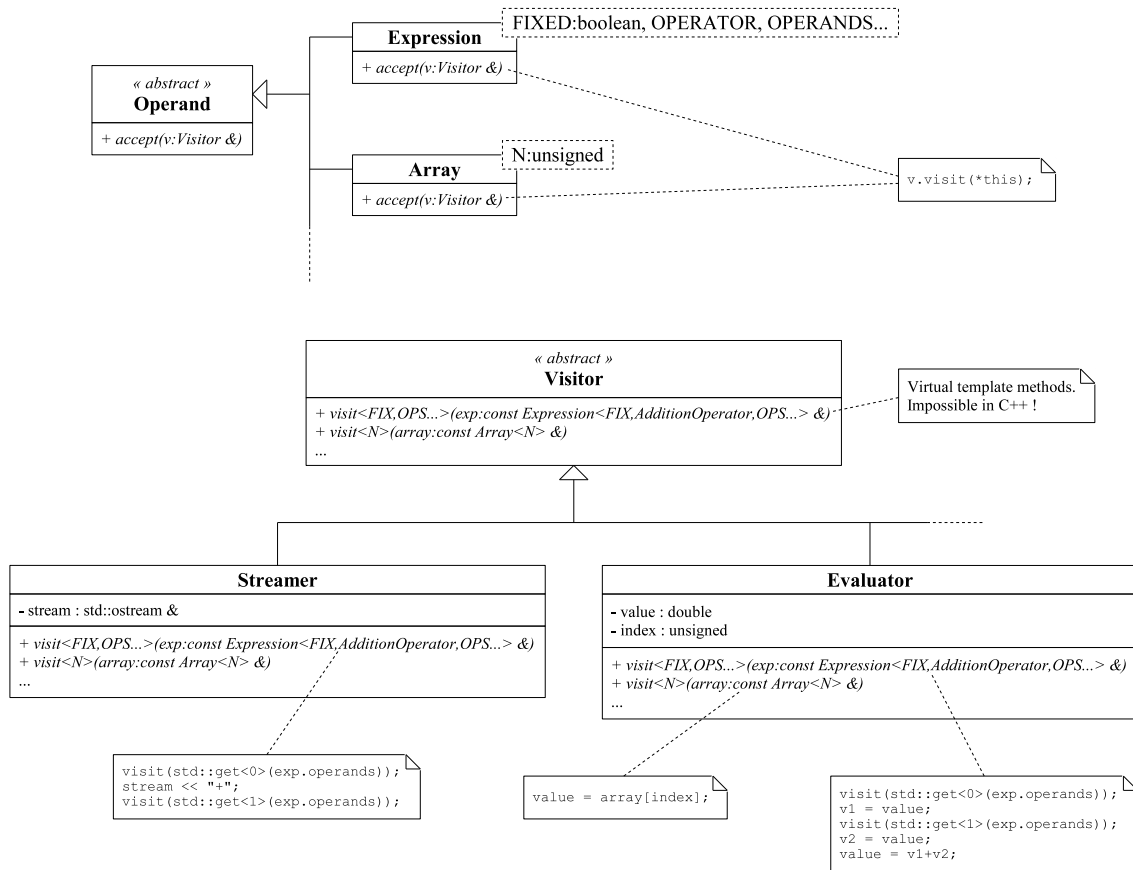 FIXED:boolean, OPERATOR, OPERANDS...
Expression
+ accept(v:Visitor &)
« abstract »
Operand
+ accept(v:Visitor &)
N:unsigned
Array
+ accept(v:Visitor &)
v.visit(*this);
« abstract »
Visitor
+ visit<FIX,OPS...>(exp:const Expression<FIX,AdditionOperator,OPS...> &)
+ visit<N>(array:const Array<N> &)
...
Virtual template methods.
Impossible in C++ !
Streamer
- stream : std::ostream &
+ visit<FIX,OPS...>(exp:const Expression<FIX,AdditionOperator,OPS...> &)
+ visit<N>(array:const Array<N> &)
...
Evaluator
- value : double
- index : unsigned
+ visit<FIX,OPS...>(exp:const Expression<FIX,AdditionOperator,OPS...> &)
+ visit<N>(array:const Array<N> &)
...
visit(std::get<0>(exp.operands));
stream << "+";
visit(std::get<1>(exp.operands));
value = array[index];
visit(std::get<0>(exp.operands));
v1 = value;
visit(std::get<1>(exp.operands));
v2 = value;
value = v1+v2;